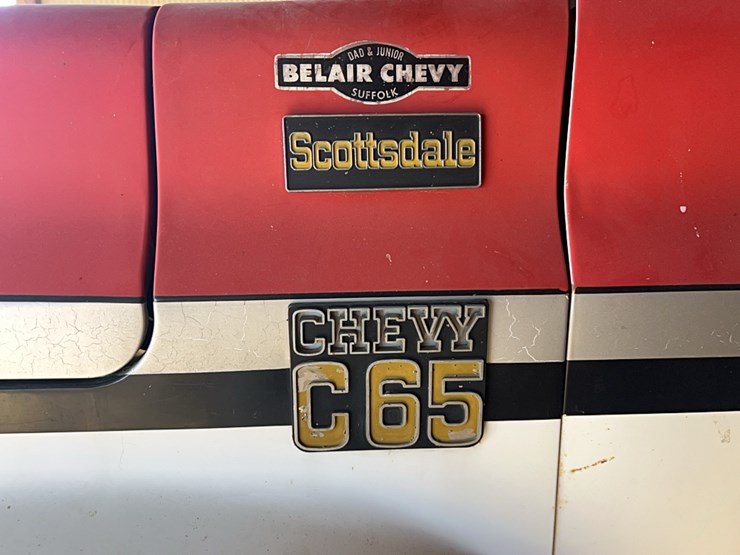 DAD & JUNIOR
BELAIR CHEVY
SUFFOLK
Scottsdale
CHEVY
C65